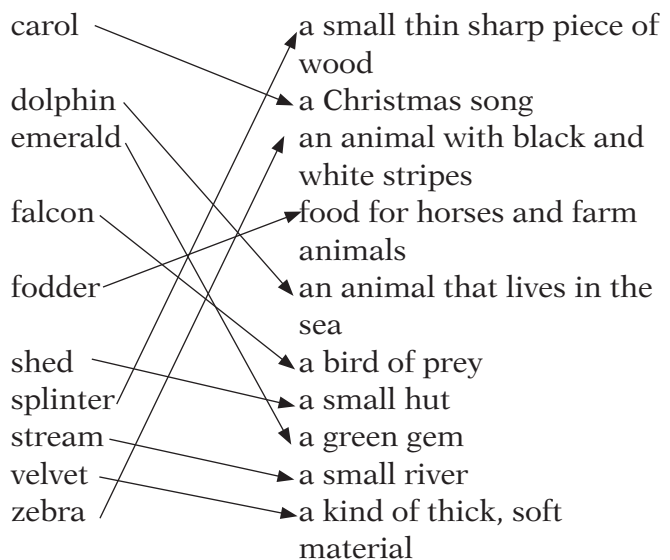 carol
dolphin
emerald
falcon
fodder
shed
splinter
stream
velvet
zebra
a small thin sharp piece of
wood
a Christmas song
an animal with black and
white stripes
food for horses and farm
animals
an animal that lives in the
sea
a bird of prey
a small hut
a green gem
a small river
a kind of thick, soft
material